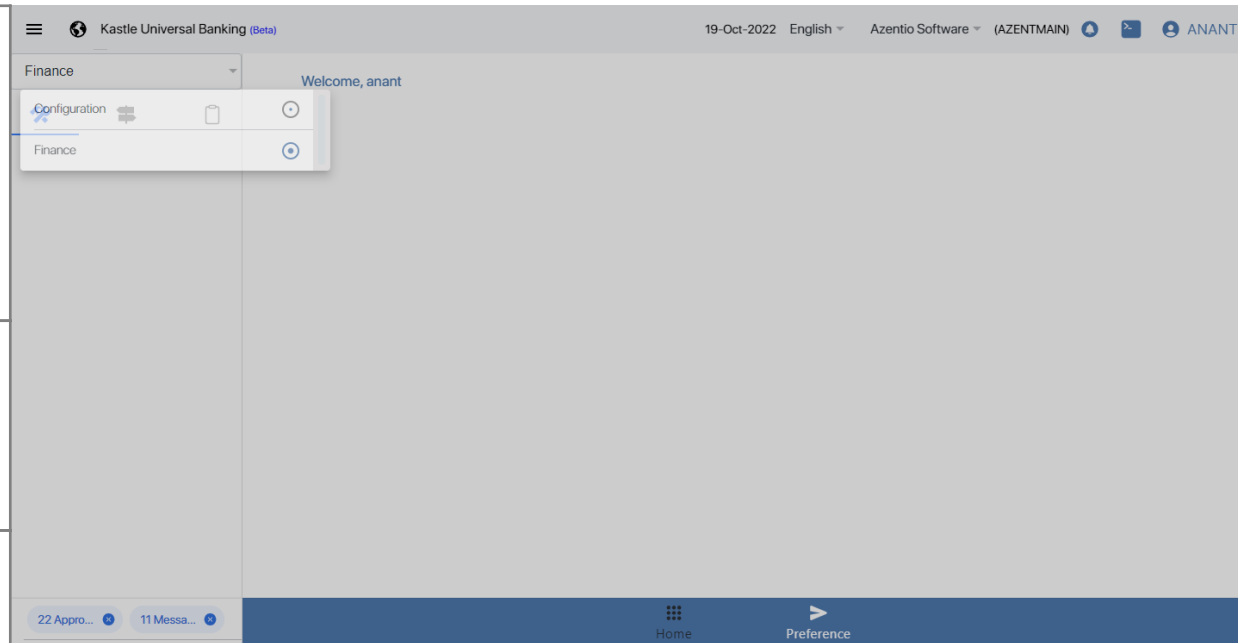 Kastle Universal Banking (Beta) 19-Oct-2022 English Azentio Software (AZENTMAIN) ANANT
Finance
Welcome, anant
Configuration
Finance
22 Appro... 11 Messa...
Home Preference